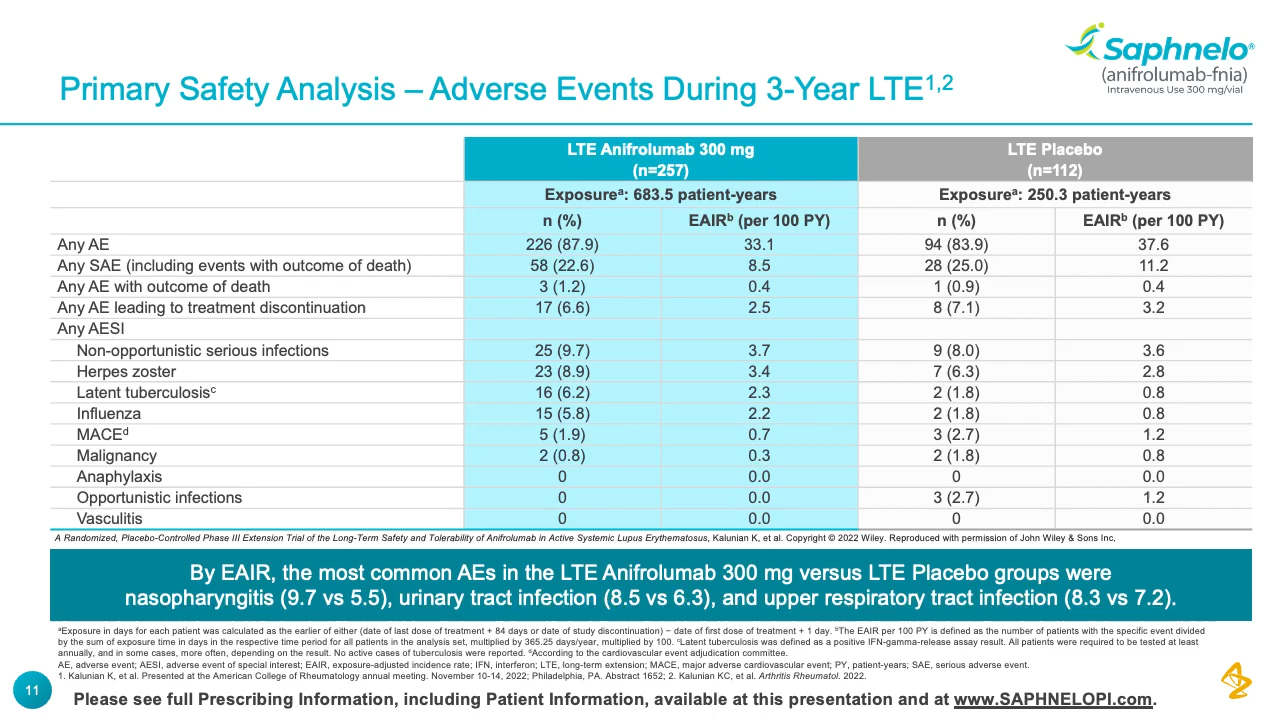 Saphnelo®
(anifrolumab-fnia)
Intravenous Use 300 mg/vial
Primary Safety Analysis – Adverse Events During 3-Year LTE1,2
LTE Anifrolumab 300 mg LTE Placebo
(n=257) (n=112)
Exposurea: 683.5 patient-years Exposurea: 250.3 patient-years
n (%) EAIRb (per 100 PY) n (%) EAIRb (per 100 PY)
Any AE 226 (87.9) 33.1 94 (83.9) 37.6
Any SAE (including events with outcome of death) 58 (22.6) 8.5 28 (25.0) 11.2
Any AE with outcome of death 3 (1.2) 0.4 1 (0.9) 0.4
Any AE leading to treatment discontinuation 17 (6.6) 2.5 8 (7.1) 3.2
Any AESI
Non-opportunistic serious infections 25 (9.7) 3.7 9 (8.0) 3.6
Herpes zoster 23 (8.9) 3.4 7 (6.3) 2.8
Latent tuberculosisc 16 (6.2) 2.3 2 (1.8) 0.8
Influenza 15 (5.8) 2.2 2 (1.8) 0.8
MACEd 5 (1.9) 0.7 3 (2.7) 1.2
Malignancy 2 (0.8) 0.3 2 (1.8) 0.8
Anaphylaxis 0 0.0 0 0.0
Opportunistic infections 0 0.0 3 (2.7) 1.2
Vasculitis 0 0.0 0 0.0
A Randomized, Placebo-Controlled Phase III Extension Trial of the Long-Term Safety and Tolerability of Anifrolumab in Active Systemic Lupus Erythematosus, Kalunian K, et al. Copyright © 2022 Wiley. Reproduced with permission of John Wiley & Sons Inc.
By EAIR, the most common AEs in the LTE Anifrolumab 300 mg versus LTE Placebo groups were
nasopharyngitis (9.7 vs 5.5), urinary tract infection (8.5 vs 6.3), and upper respiratory tract infection (8.3 vs 7.2).
aExposure in days for each patient was calculated as the earlier of either (date of last dose of treatment + 84 days or date of study discontinuation) − date of first dose of treatment + 1 day. bThe EAIR per 100 PY is defined as the number of patients with the specific event divided
by the sum of exposure time in days in the respective time period for all patients in the analysis set, multiplied by 365.25 days/year, multiplied by 100. cLatent tuberculosis was defined as a positive IFN-gamma-release assay result. All patients were required to be tested at least
annually, and in some cases, more often, depending on the result. No active cases of tuberculosis were reported. dAccording to the cardiovascular event adjudication committee.
AE, adverse event; AESI, adverse event of special interest; EAIR, exposure-adjusted incidence rate; IFN, interferon; LTE, long-term extension; MACE, major adverse cardiovascular event; PY, patient-years; SAE, serious adverse event.
1. Kalunian K, et al. Presented at the American College of Rheumatology annual meeting. November 10-14, 2022; Philadelphia, PA. Abstract 1652; 2. Kalunian KC, et al. Arthritis Rheumatol. 2022.
11
Please see full Prescribing Information, including Patient Information, available at this presentation and at www.SAPHNELOPI.com.